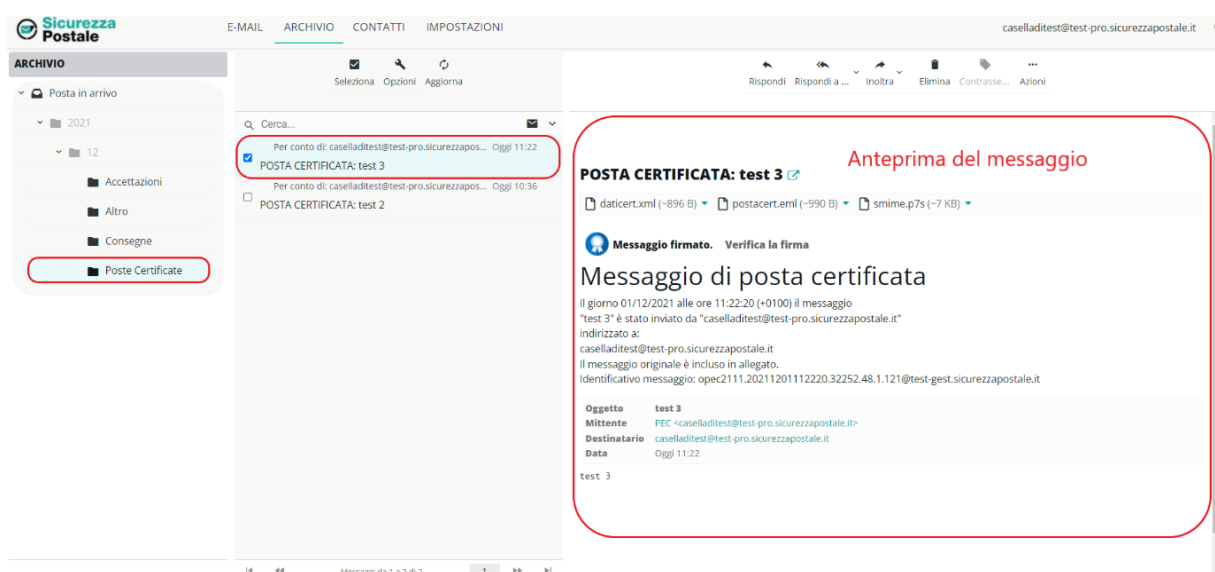 Sicurezza
Postale
E-MAIL ARCHIVIO CONTATTI IMPOSTAZIONI
caselladitest@test-pro.sicurezzapostale.it
ARCHIVIO
Posta in arrivo
2021
12
Accettazioni
Altro
Consegne
Poste Certificate
Seleziona Opzioni Aggiorna
Cerca...
Per conto di: caselladitest@test-pro.sicurezzapos... Oggi 11:22
POSTA CERTIFICATA: test 3
Per conto di: caselladitest@test-pro.sicurezzapos... Oggi 10:36
POSTA CERTIFICATA: test 2
1
Rispondi Rispondi a ... Inoltra Elimina Contrasse... Azioni
Anteprima del messaggio
POSTA CERTIFICATA: test 3
daticert.xml (~896 B) postacert.eml (~990 B) smime.p7s (~7 KB)
Messaggio firmato. Verifica la firma
Messaggio di posta certificata
Il giorno 01/12/2021 alle ore 11:22:20 (+0100) il messaggio
"test 3" è stato inviato da "caselladitest@test-pro.sicurezzapostale.it"
indirizzato a:
caselladitest@test-pro.sicurezzapostale.it
Il messaggio originale è incluso in allegato.
Identificativo messaggio: opec2111.20211201112220.32252.48.1.121@test-gest.sicurezzapostale.it
Oggetto test 3
Mittente PEC <caselladitest@test-pro.sicurezzapostale.it>
Destinatario caselladitest@test-pro.sicurezzapostale.it
Data Oggi 11:22
test 3